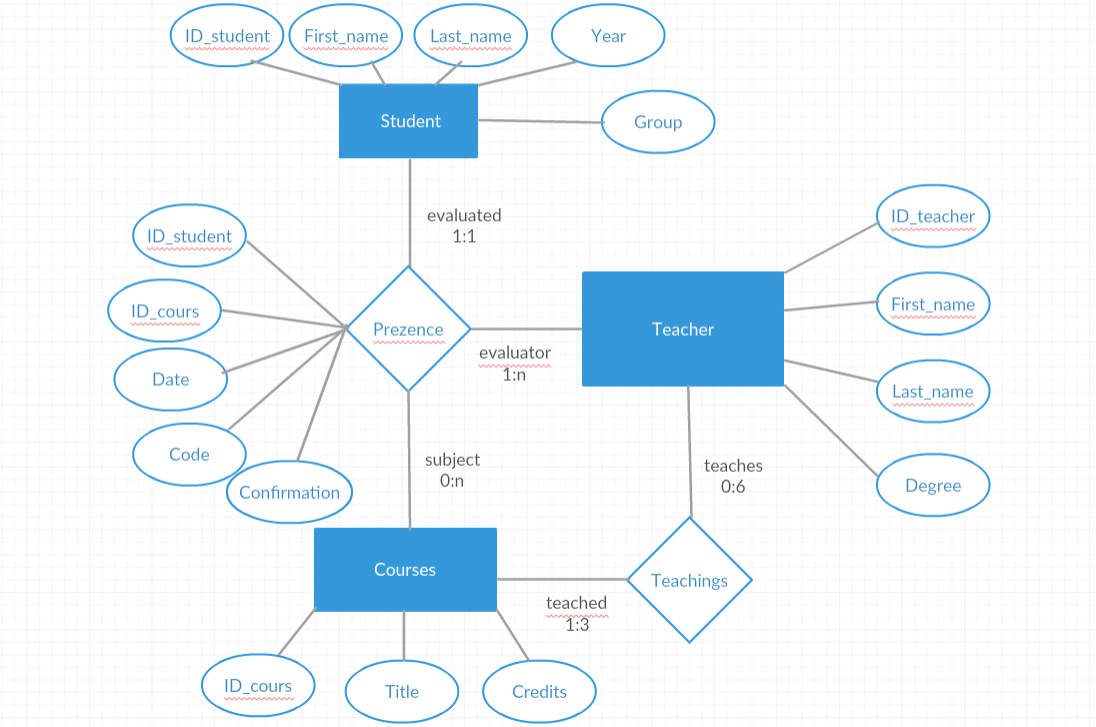 ID_student
First_name
Last_name
Year
Student
Group
evaluated
1:1
ID_student
ID_teacher
ID_cours
First_name
Prezence
Teacher
evaluator
1:n
Date
Last_name
Code
subject
0:n
teaches
0:6
Confirmation
Degree
Courses
Teachings
teached
1:3
ID_cours
Title
Credits